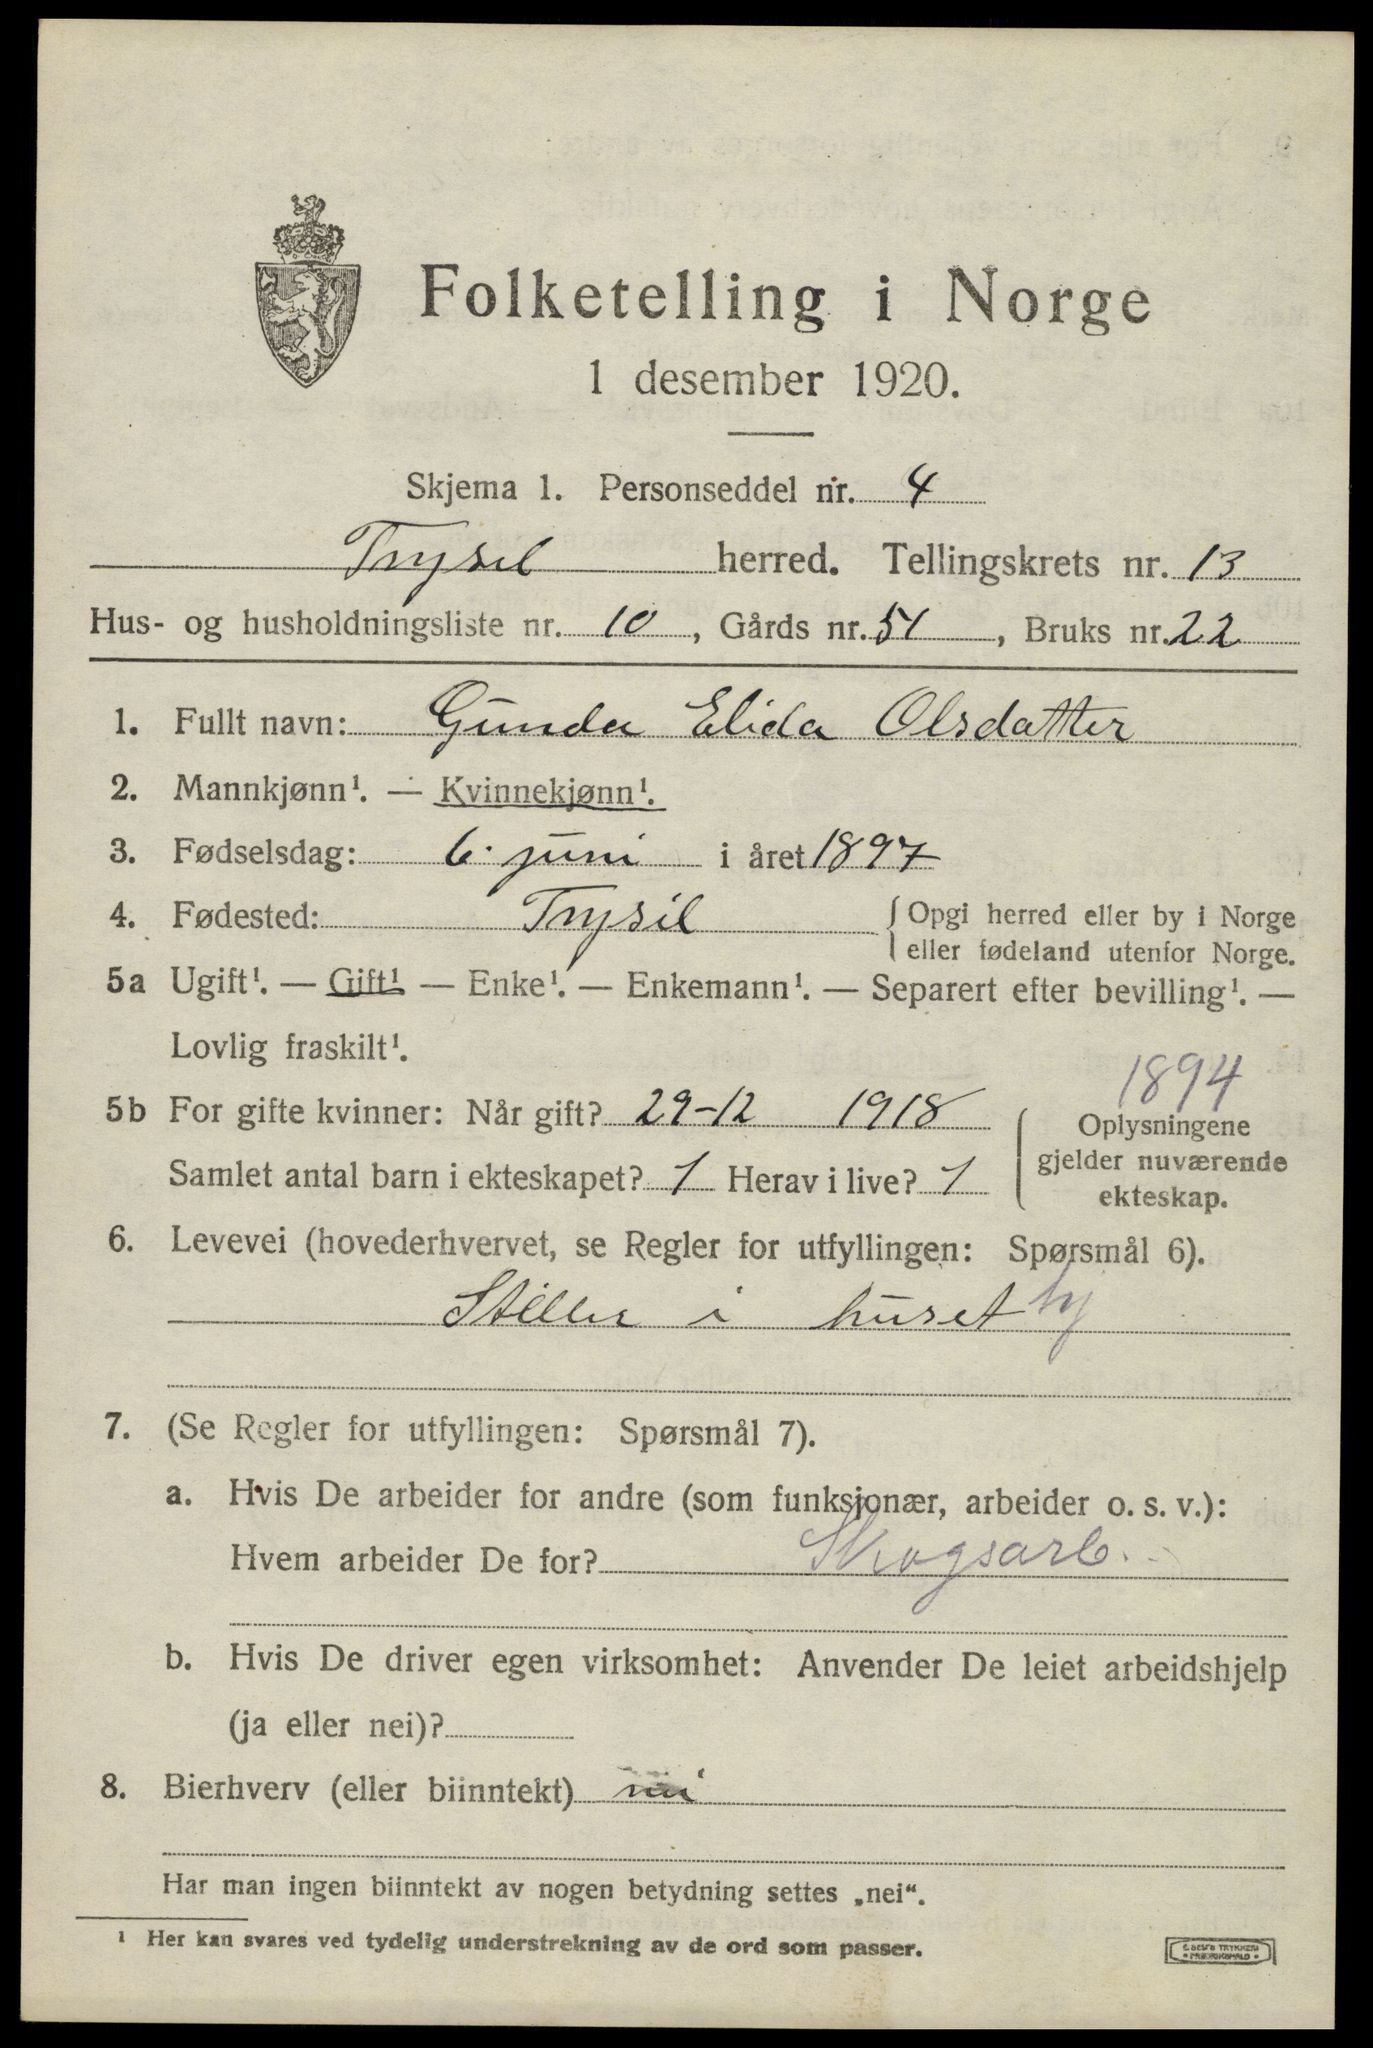 Folketelling i Norge
1 desember 1920.
Skjema 1. Personseddel nr. 4
Trysil herred. Tellingskrets nr. 13
Hus- og husholdningsliste nr. 10, Gårds nr. 51, Bruks nr. 22
1. Fullt navn: Gunda Elida Olsdatter
2. Mannkjønn¹. — Kvinnekjønn¹.
3. Fødselsdag: 6. juni i året 1897
4. Fødested: Trysil { Opgi herred eller by i Norge
eller fødeland utenfor Norge.
5a Ugift¹. — Gift¹ — Enke¹. — Enkemann¹. — Separert efter bevilling¹. —
Lovlig fraskilt¹.
1894
5b For gifte kvinner: Når gift? 29-12 1918 { Oplysningene
gjelder nuværende
Samlet antal barn i ekteskapet? 1 Herav i live? 1
ekteskap.
6. Levevei (hovederhvervet, se Regler for utfyllingen: Spørsmål 6).
Steller i huset hj
7. (Se Regler for utfyllingen: Spørsmål 7).
a. Hvis De arbeider for andre (som funksjonær, arbeider o. s. v.):
Hvem arbeider De for? Skogsarb.
b. Hvis De driver egen virksomhet: Anvender De leiet arbeidshjelp
(ja eller nei)?
8. Bierhverv (eller biinntekt) nei
Har man ingen biinntekt av nogen betydning settes „nei“.
¹ Her kan svares ved tydelig understrekning av de ord som passer.